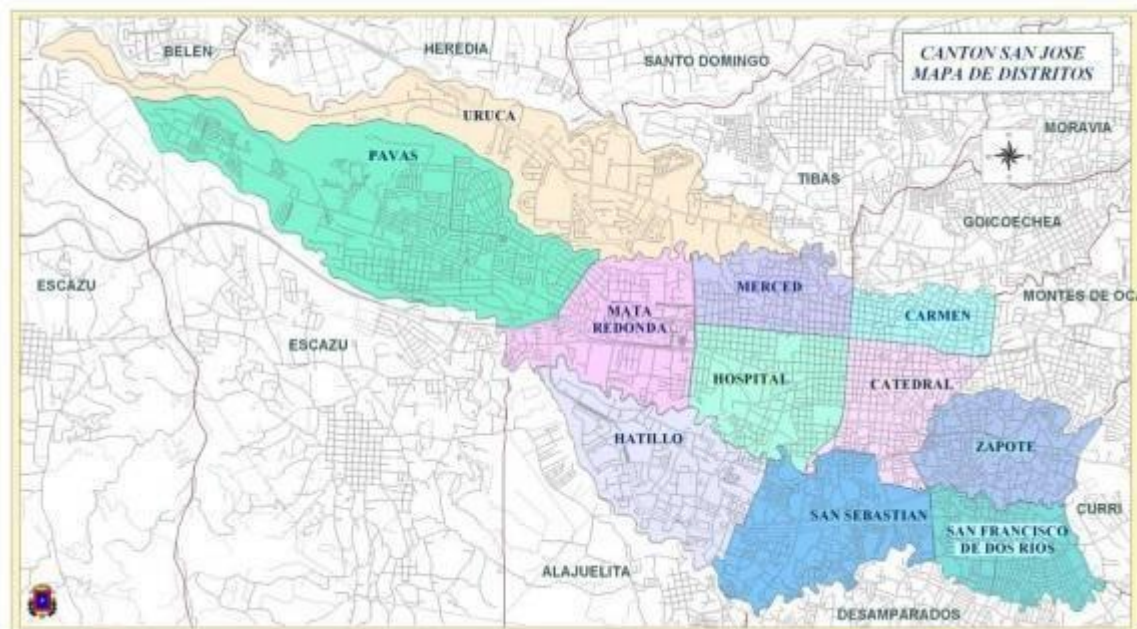 CANTON SAN JOSE
MAPA DE DISTRITOS
BELEN
HEREDIA
SANTO DOMINGO
MORAVIA
URUCA
PAVAS
TIBAS
GOICOECHEA
ESCAZU
MERCED
MONTES DE OC
MATA
REDONDA
CARMEN
ESCAZU
HOSPITAL
CATEDRAL
HATILLO
ZAPOTE
CURRI
SAN SEBASTIAN
SAN FRANCISCO
DE DOS RIOS
ALAJUELITA
DESAMPARADOS